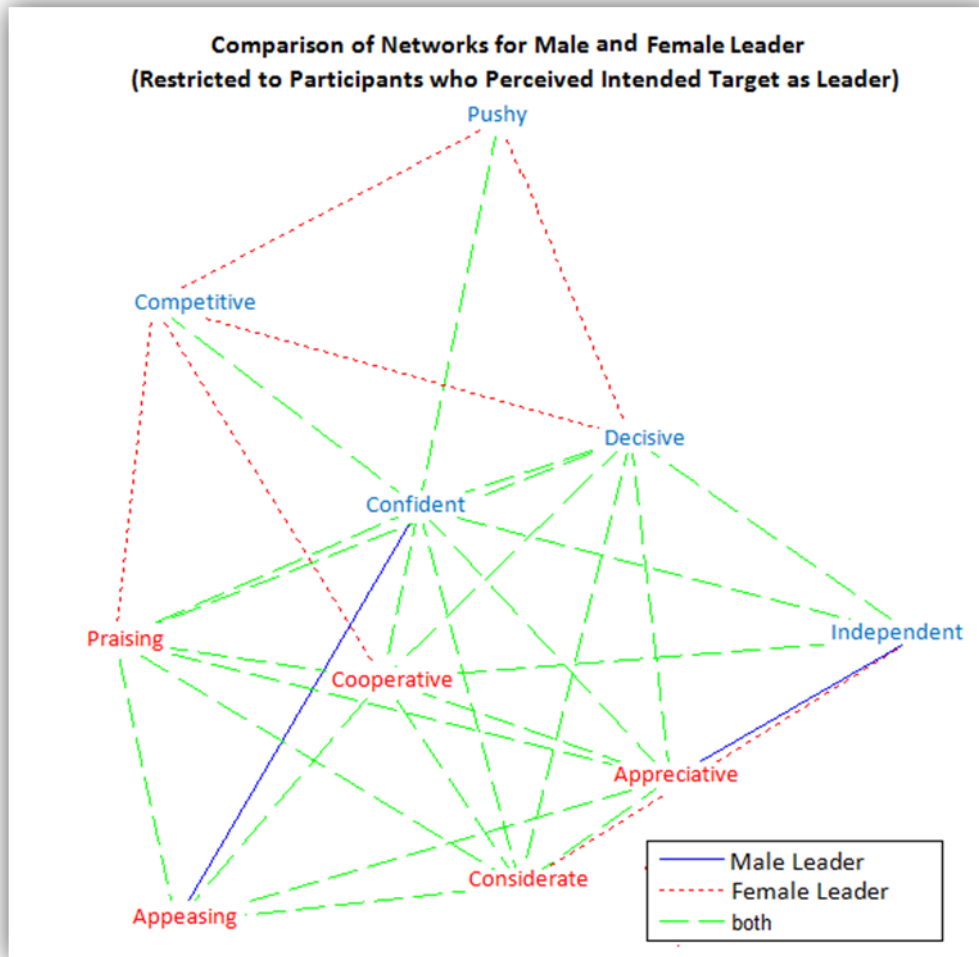 Comparison of Networks for Male and Female Leader
(Restricted to Participants who Perceived Intended Target as Leader)
Pushy
Competitive
Decisive
Confident
Praising
Independent
Cooperative
Appreciative
Considerate
Appeasing
Male Leader
Female Leader
both